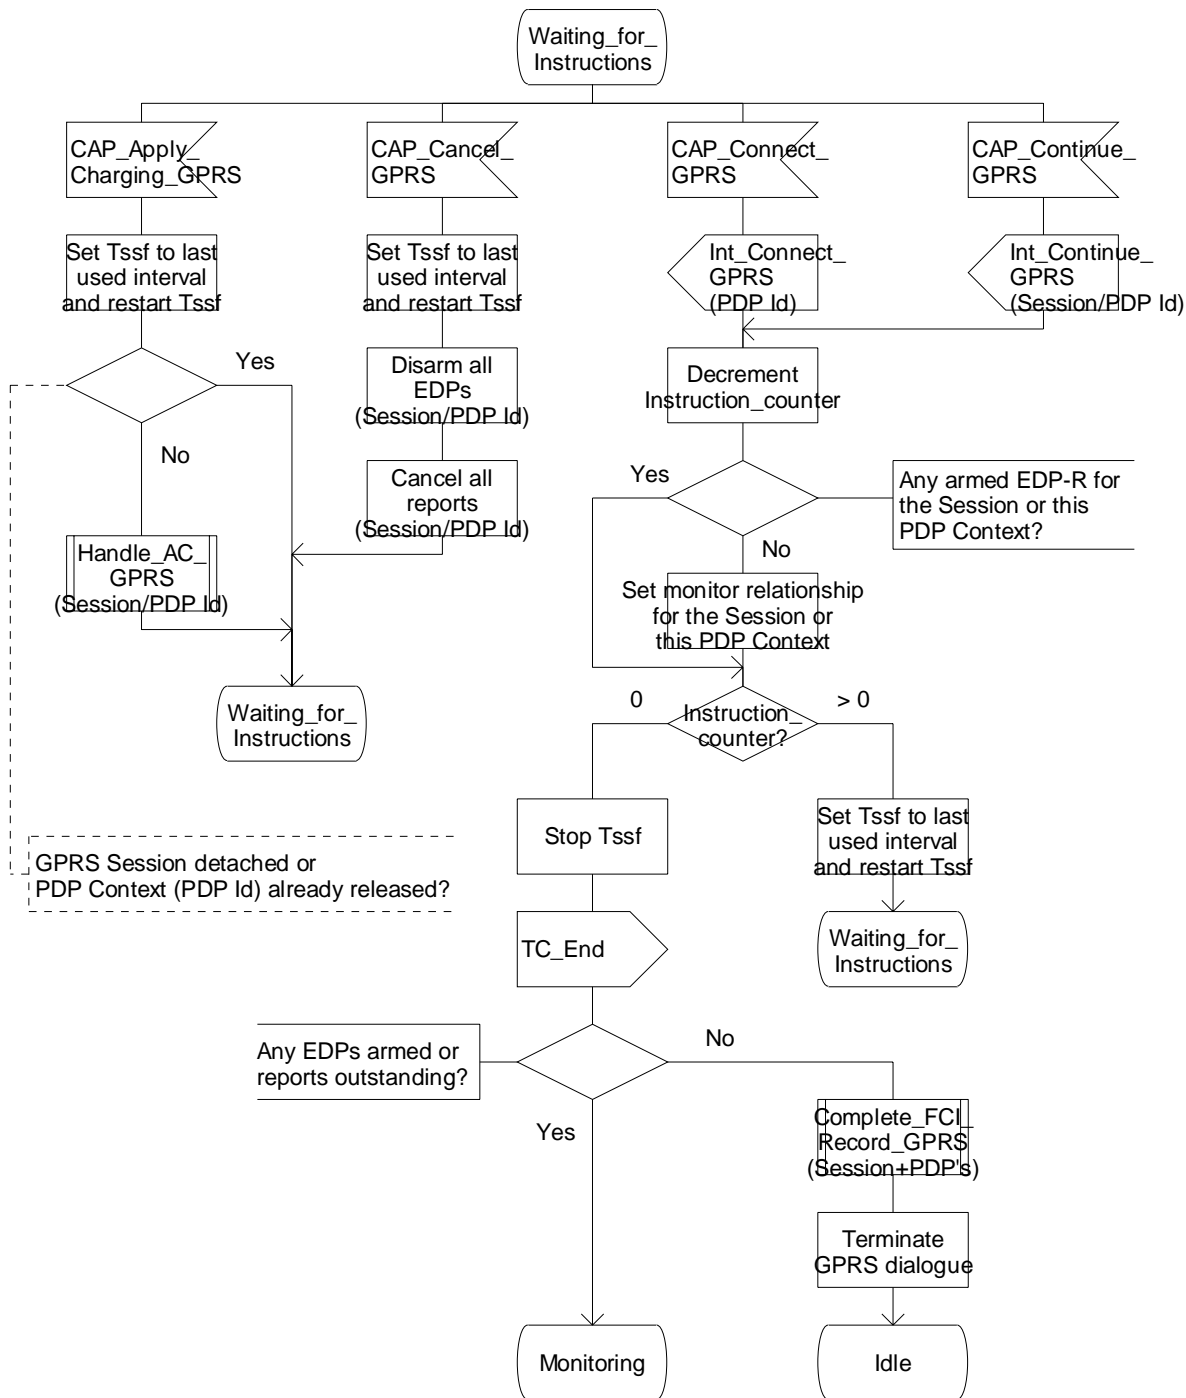 Waiting_for_
Instructions
CAP_Apply_
Charging_GPRS
CAP_Cancel_
GPRS
CAP_Connect_
GPRS
CAP_Continue_
GPRS
Set Tssf to last
used interval
and restart Tssf
Set Tssf to last
used interval
and restart Tssf
Int_Connect_
GPRS
(PDP Id)
Int_Continue_
GPRS
(Session/PDP Id)
Yes
Disarm all
EDPs
(Session/PDP Id)
Decrement
Instruction_counter
No
Cancel all
reports
(Session/PDP Id)
Yes
Any armed EDP-R for
the Session or this
PDP Context?
No
Handle_AC_
GPRS
(Session/PDP Id)
Set monitor relationship
for the Session or
this PDP Context
Waiting_for_
Instructions
0
Instruction_
counter?
> 0
Stop Tssf
Set Tssf to last
used interval
and restart Tssf
GPRS Session detached or
PDP Context (PDP Id) already released?
TC_End
Waiting_for_
Instructions
Any EDPs armed or
reports outstanding?
No
Yes
Complete_FCI_
Record_GPRS
(Session+PDP's)
Terminate
GPRS dialogue
Monitoring
Idle